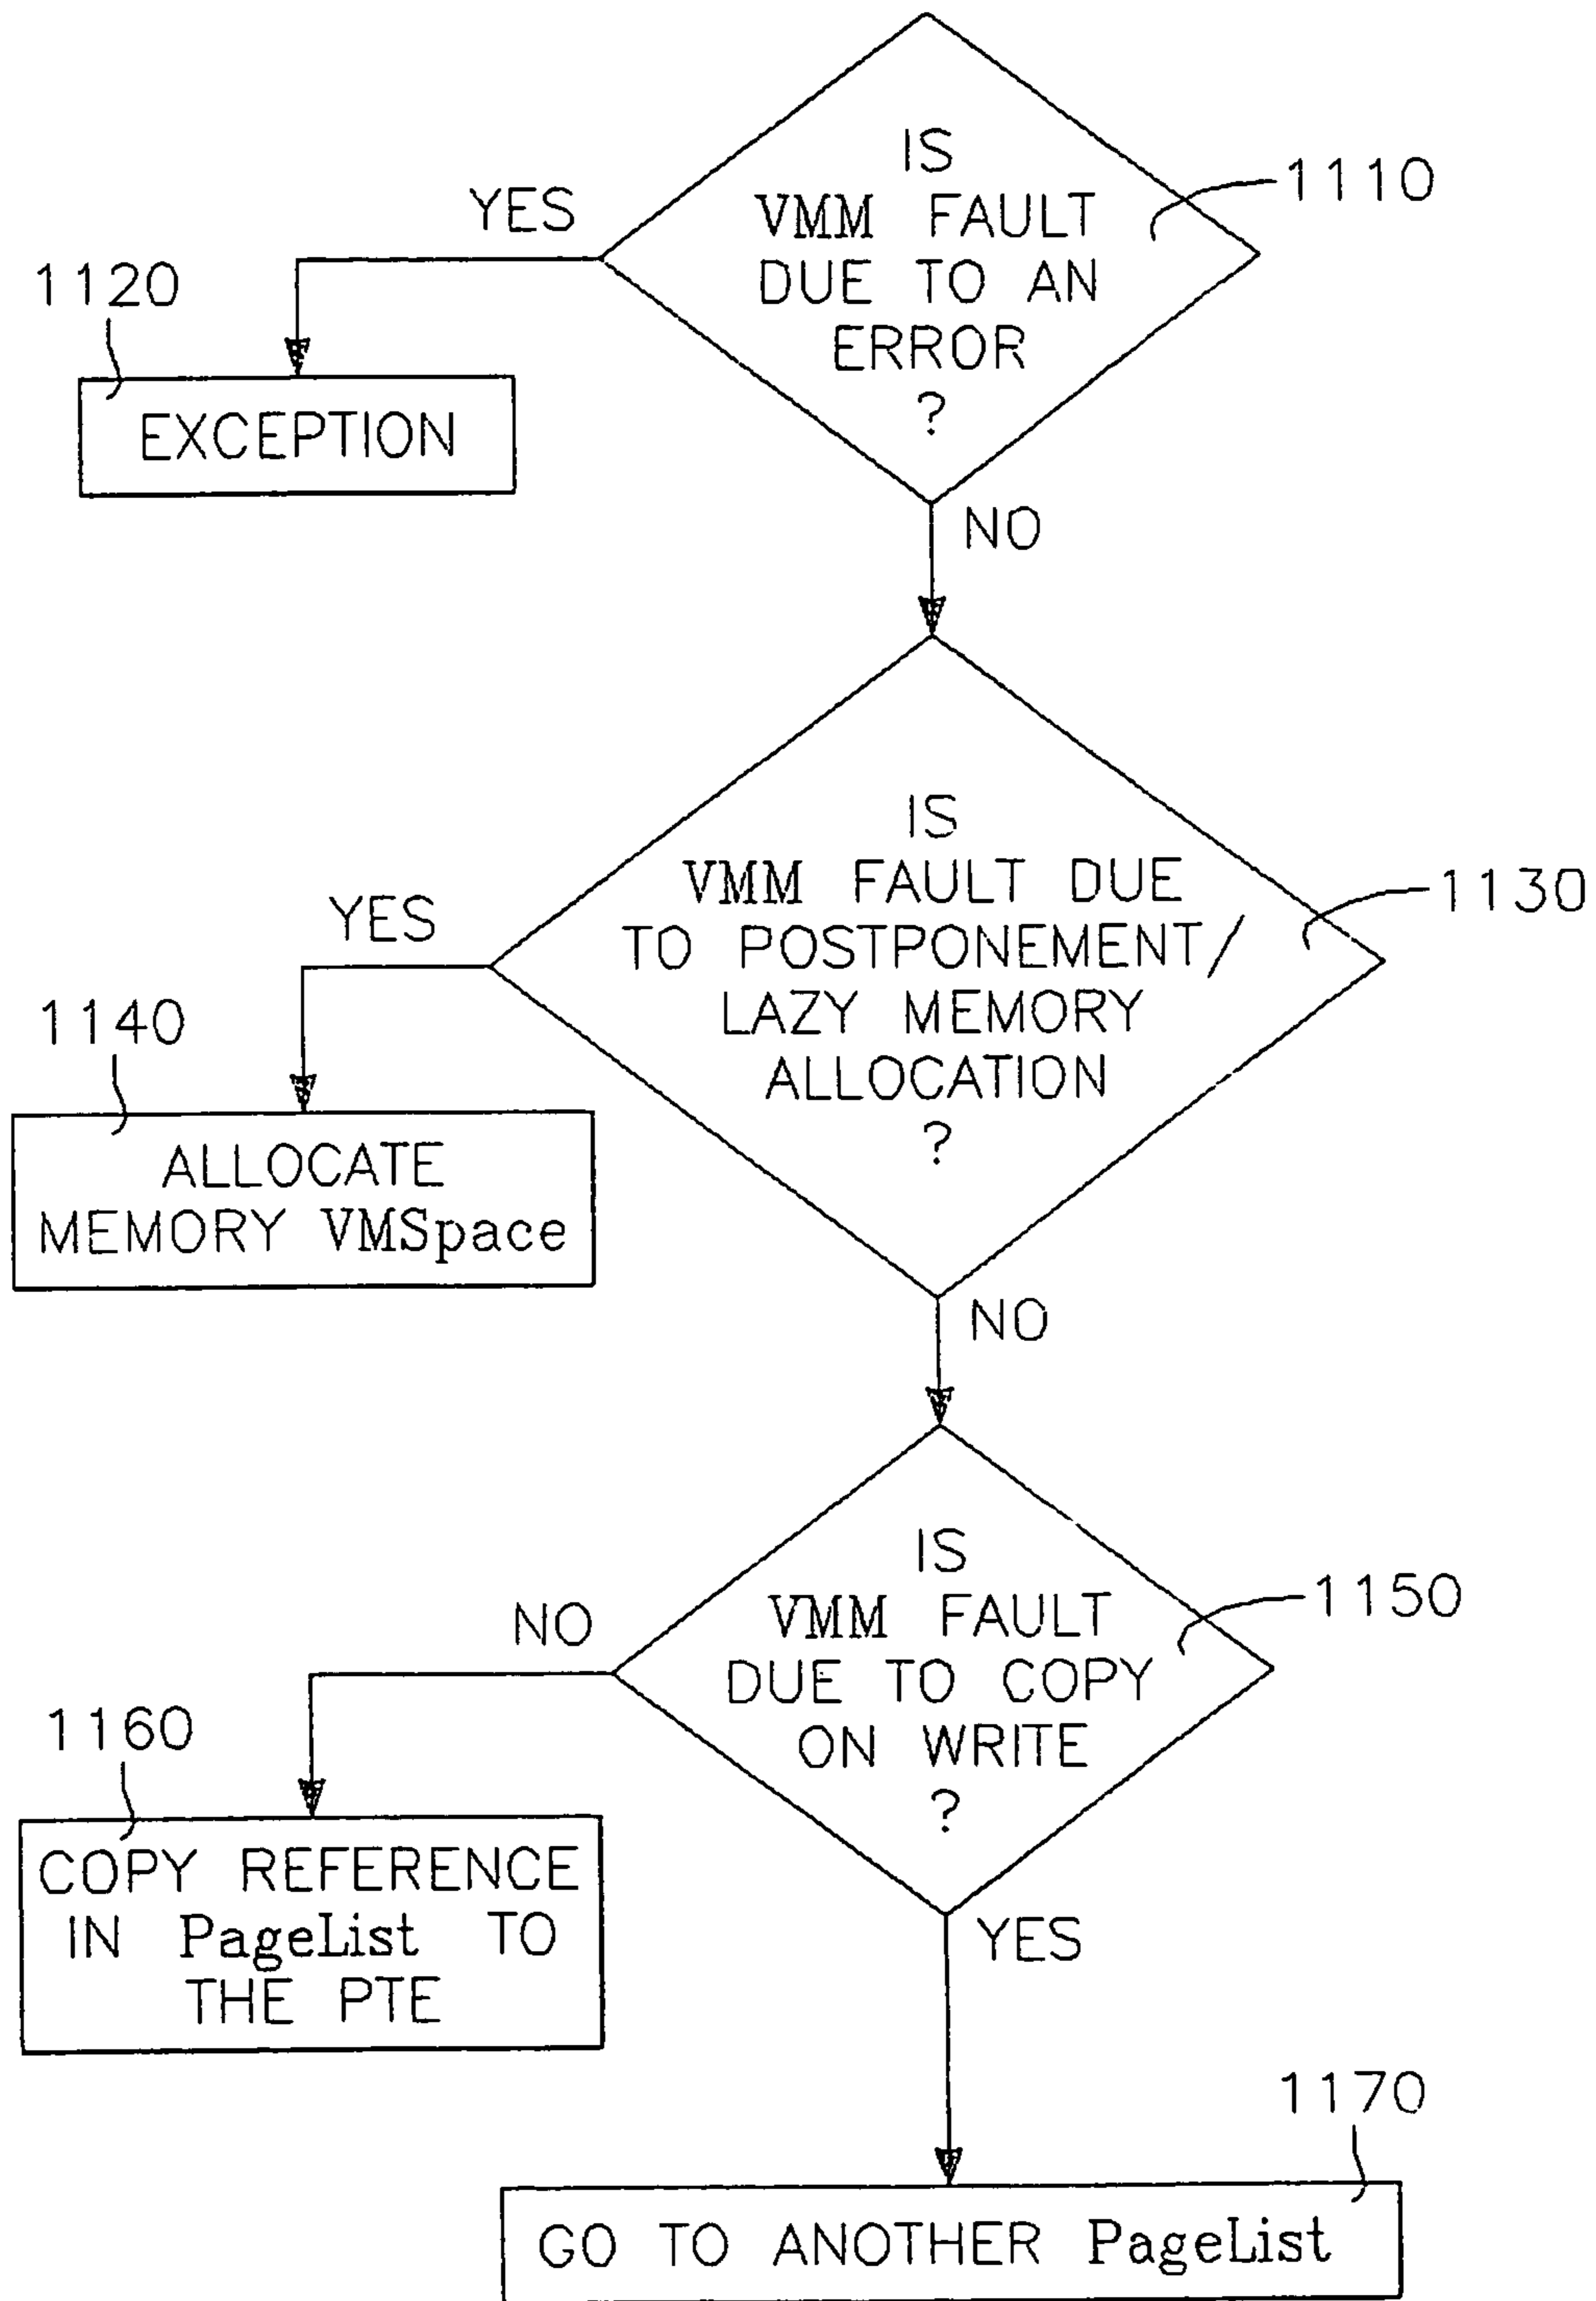 IS
VMM FAULT
DUE TO AN
ERROR
?
1110
YES
1120
EXCEPTION
NO
IS
VMM FAULT DUE
TO POSTPONEMENT/
LAZY MEMORY
ALLOCATION
?
1130
YES
1140
ALLOCATE
MEMORY VMSpace
NO
IS
VMM FAULT
DUE TO COPY
ON WRITE
?
1150
NO
1160
COPY REFERENCE
IN PageList TO
THE PTE
YES
1170
GO TO ANOTHER PageList